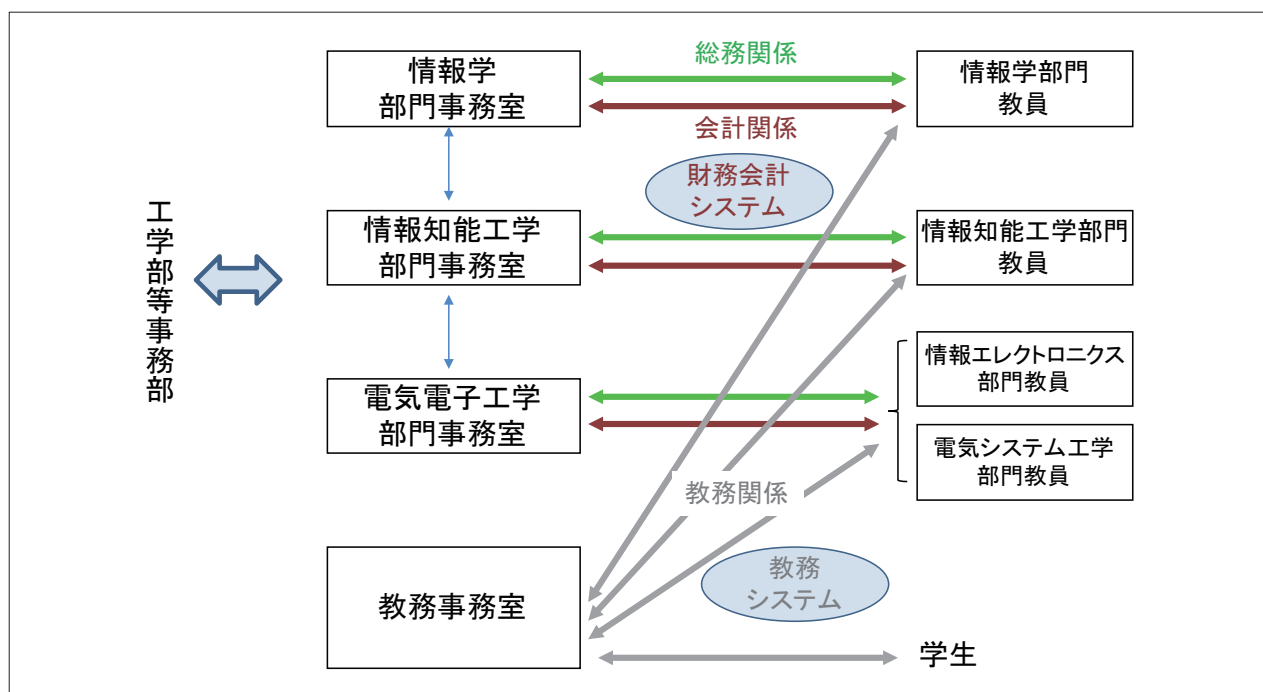 総務関係
情報学
部門事務室
情報学部門
教員
会計関係
財務会計
システム
工学部等事務部
情報知能工学
部門事務室
情報知能工学部門
教員
電気電子工学
部門事務室
情報エレクトロニクス
部門教員
電気システム工学
部門教員
教務関係
教務事務室
教務
システム
学生